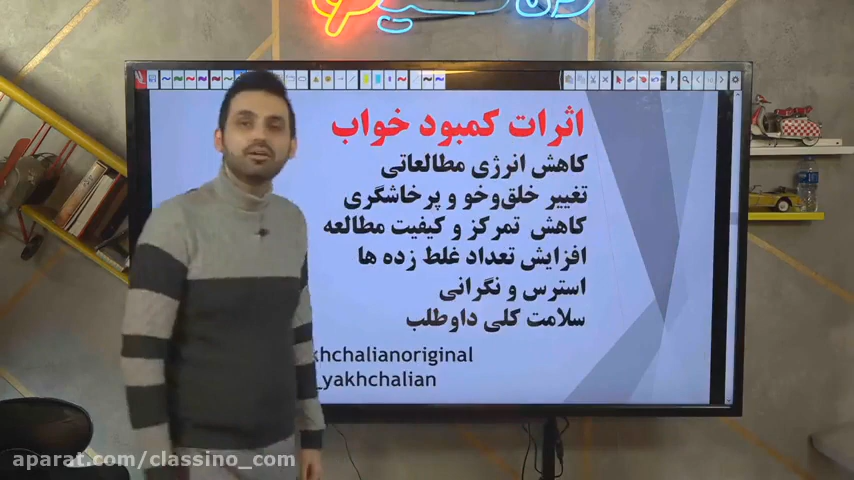 اثرات کمبود خواب
کاهش انرژی مطالعاتی
تغییر خلق‌وخو و پرخاشگری
کاهش تمرکز و کیفیت مطالعه
افزایش تعداد غلط زده ها
استرس و نگرانی
سلامت کلی داوطلب
khchalianoriginal
_yakhchalian
aparat.com/classino_com